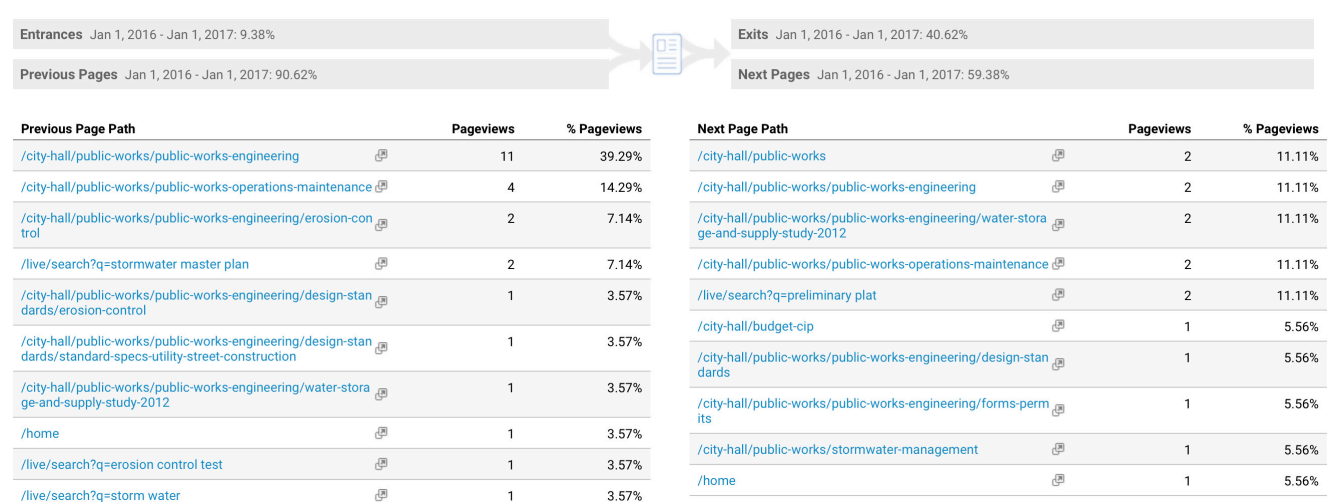 Entrances Jan 1, 2016 - Jan 1, 2017: 9.38%
Previous Pages Jan 1, 2016 - Jan 1, 2017: 90.62%
Exits Jan 1, 2016 - Jan 1, 2017: 40.62%
Next Pages Jan 1, 2016 - Jan 1, 2017: 59.38%
Previous Page Path Pageviews % Pageviews
/city-hall/public-works/public-works-engineering 11 39.29%
/city-hall/public-works/public-works-operations-maintenance 4 14.29%
/city-hall/public-works/public-works-engineering/erosion-con 2 7.14%
trol
/live/search?q=stormwater master plan 2 7.14%
/city-hall/public-works/public-works-engineering/design-stan 1 3.57%
dards/erosion-control
/city-hall/public-works/public-works-engineering/design-stan 1 3.57%
dards/standard-specs-utility-street-construction
/city-hall/public-works/public-works-engineering/water-stora 1 3.57%
ge-and-supply-study-2012
/home 1 3.57%
/live/search?q=erosion control test 1 3.57%
/live/search?q=storm water 1 3.57%
Next Page Path Pageviews % Pageviews
/city-hall/public-works 2 11.11%
/city-hall/public-works/public-works-engineering 2 11.11%
/city-hall/public-works/public-works-engineering/water-stora 2 11.11%
ge-and-supply-study-2012
/city-hall/public-works/public-works-operations-maintenance 2 11.11%
/live/search?q=preliminary plat 2 11.11%
/city-hall/budget-cip 1 5.56%
/city-hall/public-works/public-works-engineering/design-stan 1 5.56%
dards
/city-hall/public-works/public-works-engineering/forms-perm 1 5.56%
its
/city-hall/public-works/stormwater-management 1 5.56%
/home 1 5.56%